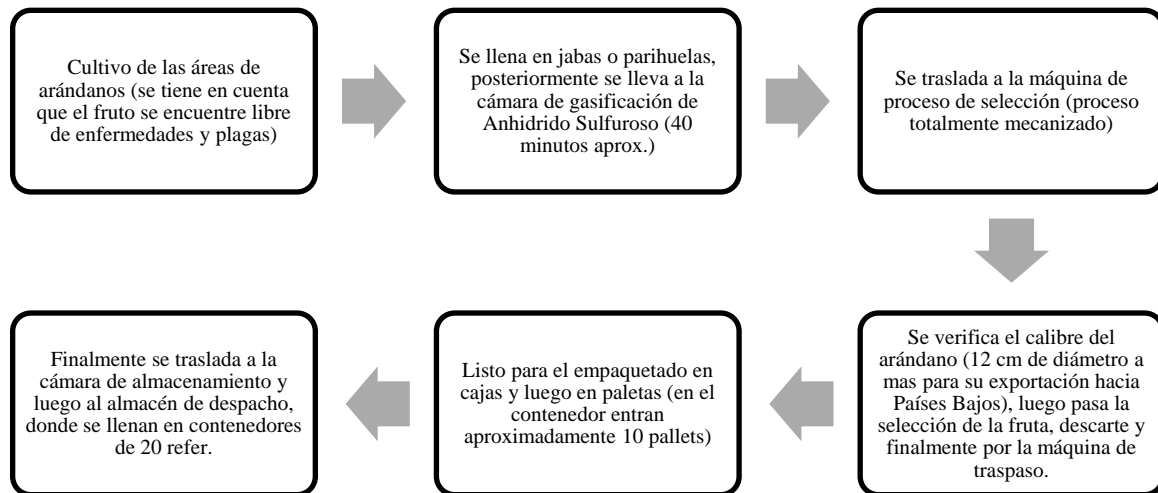 Cultivo de las áreas de
arándanos (se tiene en cuenta
que el fruto se encuentre libre
de enfermedades y plagas)
Se llena en jabas o parihuelas,
posteriormente se lleva a la
cámara de gasificación de
Anhidrido Sulfuroso (40
minutos aprox.)
Se traslada a la máquina de
proceso de selección (proceso
totalmente mecanizado)
Se verifica el calibre del
arándano (12 cm de diámetro a
mas para su exportación hacia
Países Bajos), luego pasa la
selección de la fruta, descarte y
finalmente por la máquina de
traspaso.
Listo para el empaquetado en
cajas y luego en paletas (en el
contenedor entran
aproximadamente 10 pallets)
Finalmente se traslada a la
cámara de almacenamiento y
luego al almacén de despacho,
donde se llenan en contenedores
de 20 refer.